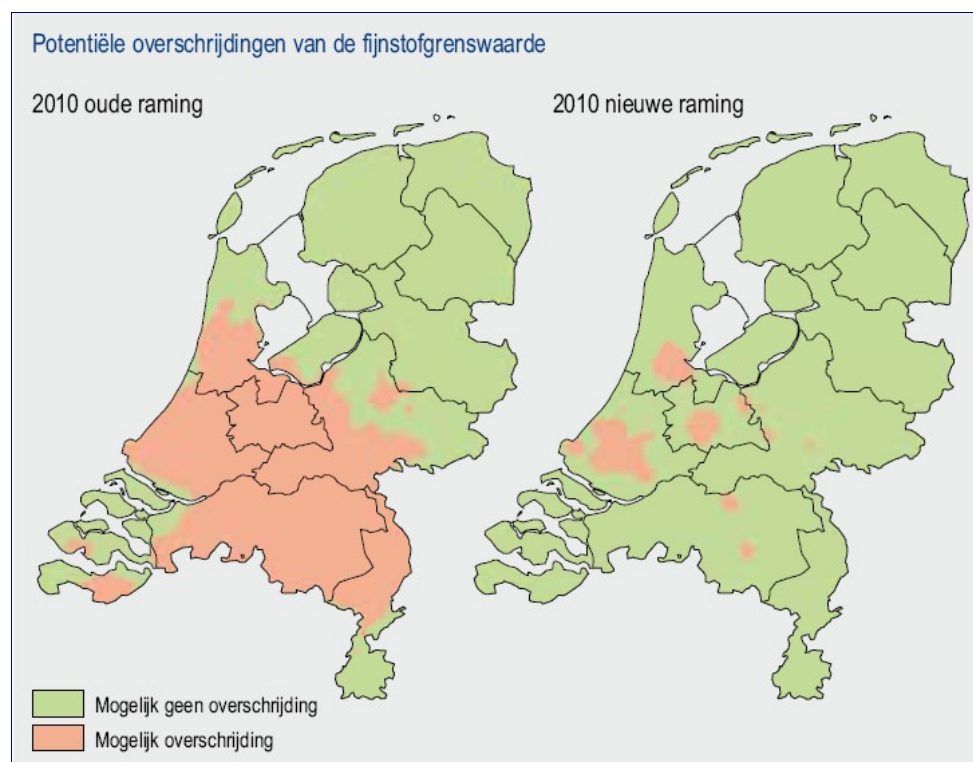 Potentiële overschrijdingen van de fijnstofgrenswaarde
2010 oude raming
2010 nieuwe raming
Mogelijk geen overschrijding
Mogelijk overschrijding